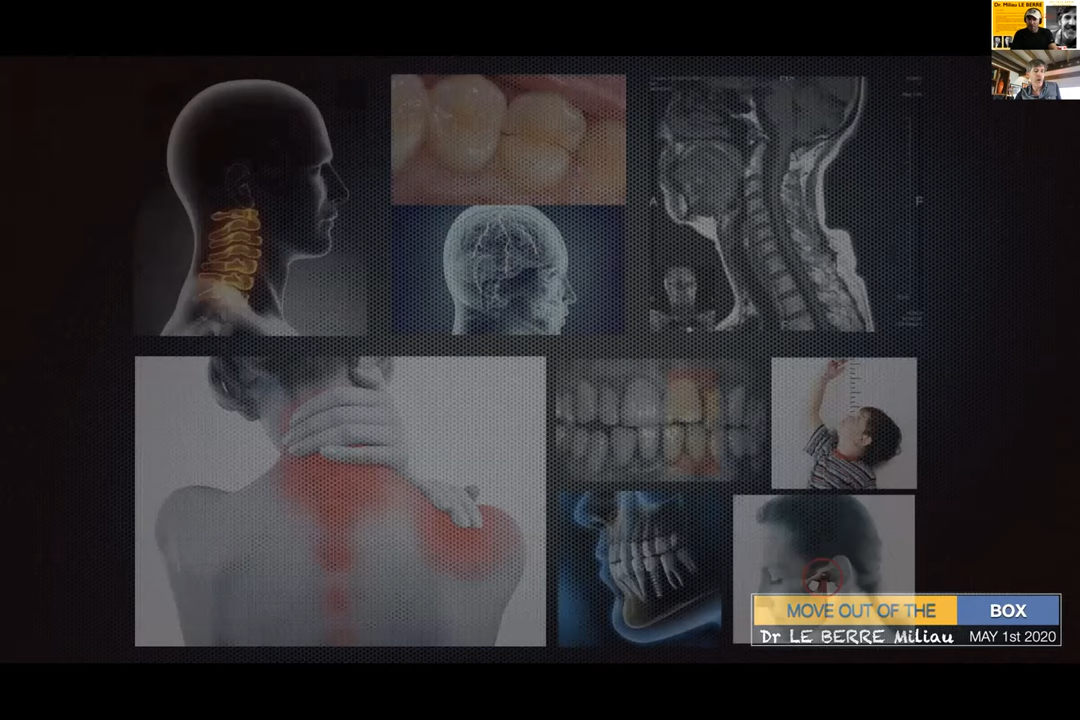 Dr. Miliau LE BERRE
A
P
MOVE OUT OF THE BOX
Dr LE BERRE Miliau MAY 1st 2020